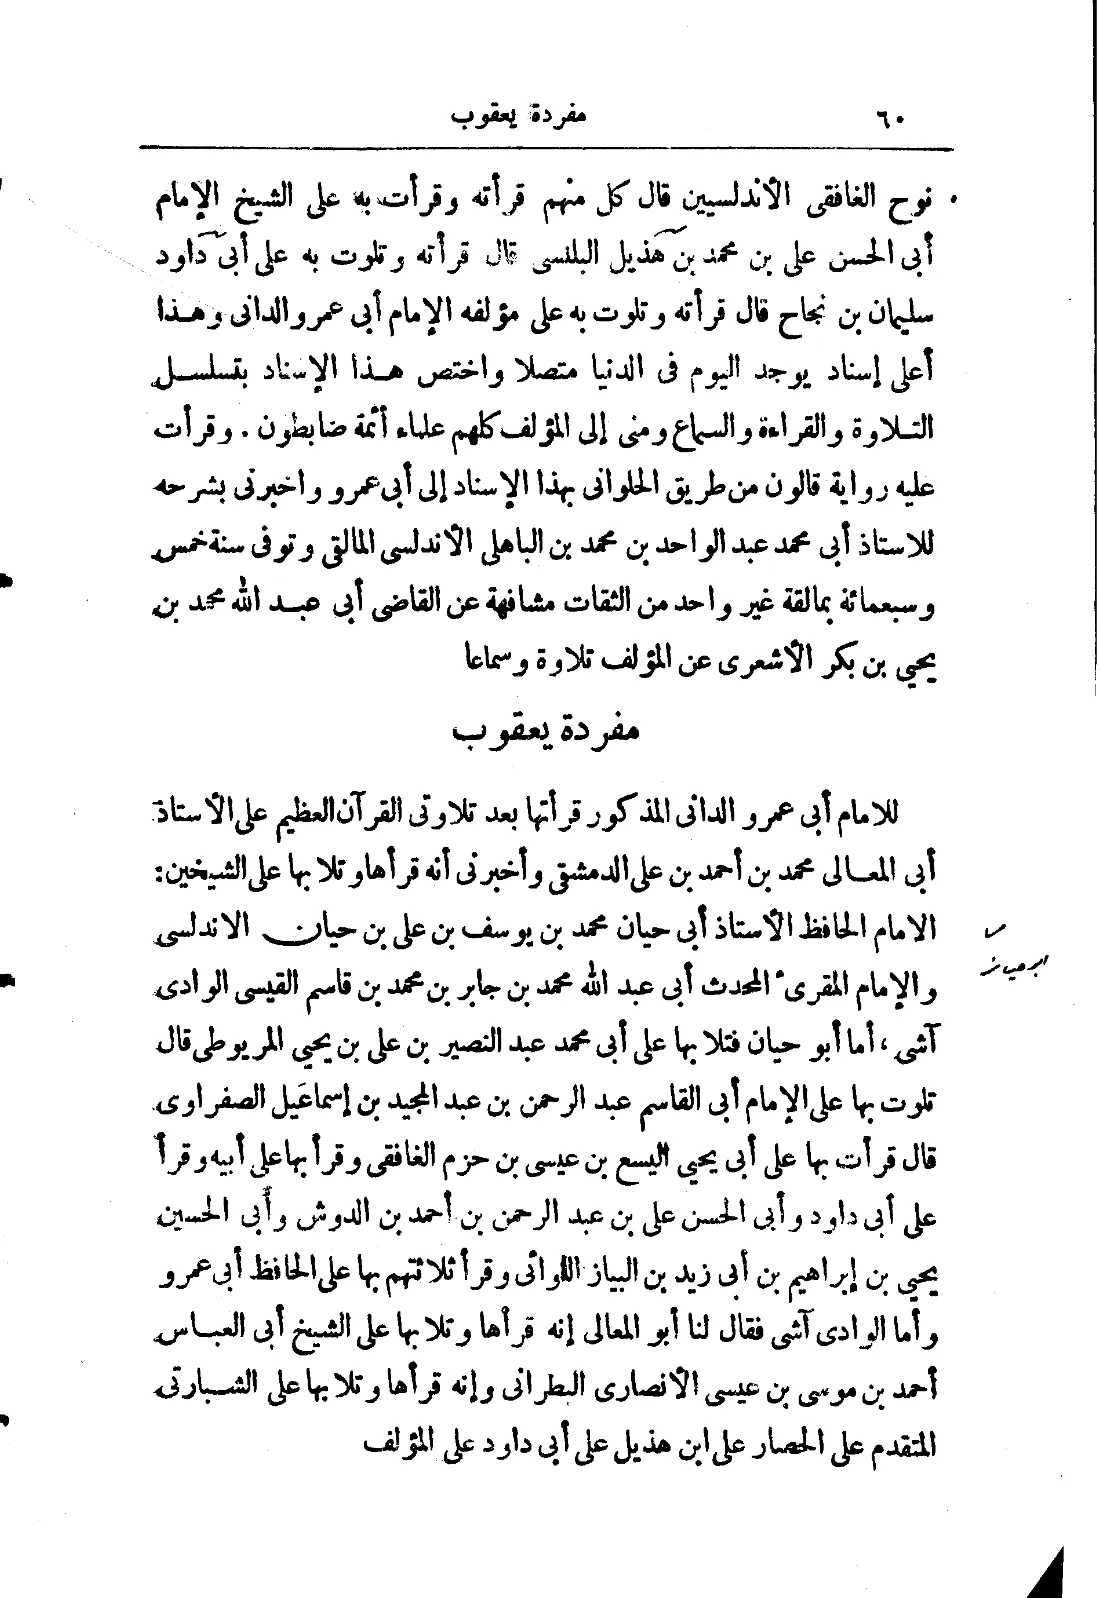 ٦٠ مفردة يعقوب
نوح الغافقى الأندلسيين قال كل منهم قرأته وقرأت به على الشيخ الإمام
أبى الحسن على بن محمد بن هذيل البلنسى قال قرأته وتلوت به على أبى داود
سليمان بن نجاح قال قرأته وتلوت به على مؤلفه الإمام أبى عمرو الدانى وهذا
أعلى إسناد يوجد اليوم فى الدنيا متصلا واختص هذا الإسناد بتسلسل
التلاوة والقراءة والسماع ومنى إلى المؤلف كلهم علماء أئمة ضابطون . وقرأت
عليه رواية قالون من طريق الحلوانى بهذا الإسناد إلى أبى عمرو واخبرنى بشرحه
للاستاذ أبى محمد عبد الواحد بن محمد بن الباهلى الأندلسى المالقى وتوفى سنة خمس
وسبعمائة بمالقة غير واحد من الثقات مشافهة عن القاضى أبى عبد الله محمد بن
يحيى بن بكر الأشعرى عن المؤلف تلاوة وسماعا
مفردة يعقوب
للامام أبى عمرو الدانى المذكور قرأتها بعد تلاوتى القرآن العظيم على الأستاذ
أبى المعالى محمد بن أحمد بن على الدمشقى وأخبرنى أنه قرأها وتلا بها على الشيخين:
الامام الحافظ الأستاذ أبى حيان محمد بن يوسف بن على بن حيان الاندلسى
والإمام المقرىء المحدث أبى عبد الله محمد بن جابر بن محمد بن قاسم القيسى الوادى
آشى ، أما أبو حيان فتلا بها على أبى محمد عبد النصير بن على بن يحيى المريوطى قال
تلوت بها على الإمام أبى القاسم عبد الرحمن بن عبد المجيد بن إسماعيل الصفراوى
قال قرأت بها على أبى يحيى اليسع بن عيسى بن حزم الغافقى وقرأ بها على أبيه وقرأ
على أبى داود وأبى الحسن على بن عبد الرحمن بن أحمد بن الدوش وأبى الحسين
يحيى بن إبراهيم بن أبى زيد بن البياز اللواتى وقرأ ثلاثتهم بها على الحافظ أبى عمرو
وأما الوادى آشى فقال لنا أبو المعالى إنه قرأها وتلا بها على الشيخ أبى العباس
أحمد بن موسى بن عيسى الأنصارى البطرانى وإنه قرأها وتلا بها على الشبارتى
المتقدم على الحصار على ابن هذيل على أبى داود على المؤلف